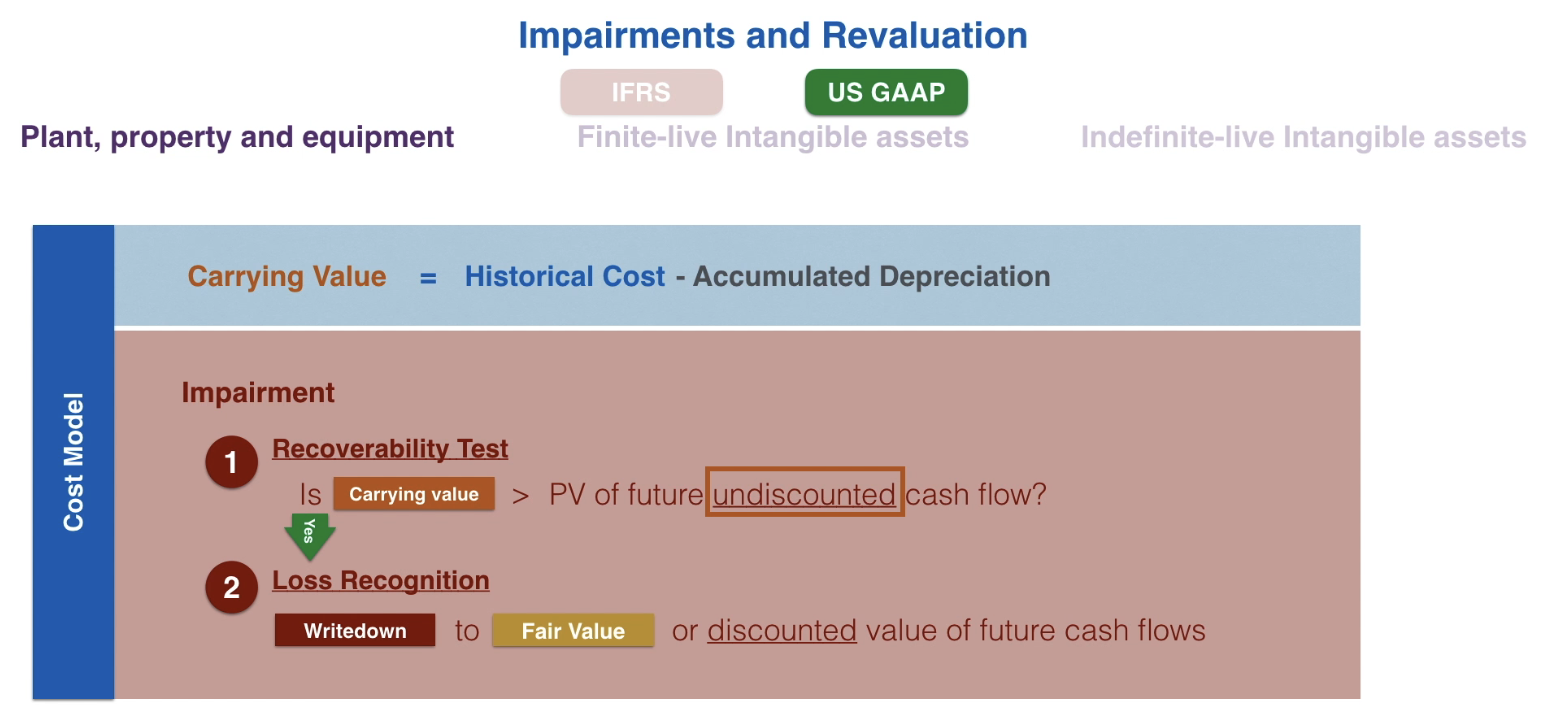 Impairments and Revaluation
IFRS US GAAP
Plant, property and equipment Finite-live Intangible assets Indefinite-live Intangible assets
Cost Model
Carrying Value = Historical Cost - Accumulated Depreciation
Impairment
1 Recoverability Test
Is Carrying value > PV of future undiscounted cash flow?
Yes
2 Loss Recognition
Writedown to Fair Value or discounted value of future cash flows